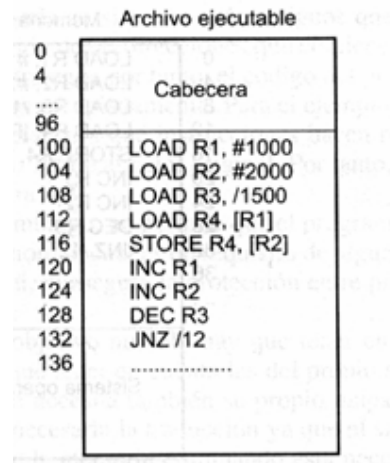 Archivo ejecutable
0
4
Cabecera
96
100 LOAD R1, #1000
104 LOAD R2, #2000
108 LOAD R3, /1500
112 LOAD R4, [R1]
116 STORE R4, [R2]
120 INC R1
124 INC R2
128 DEC R3
132 JNZ /12
136 ..................